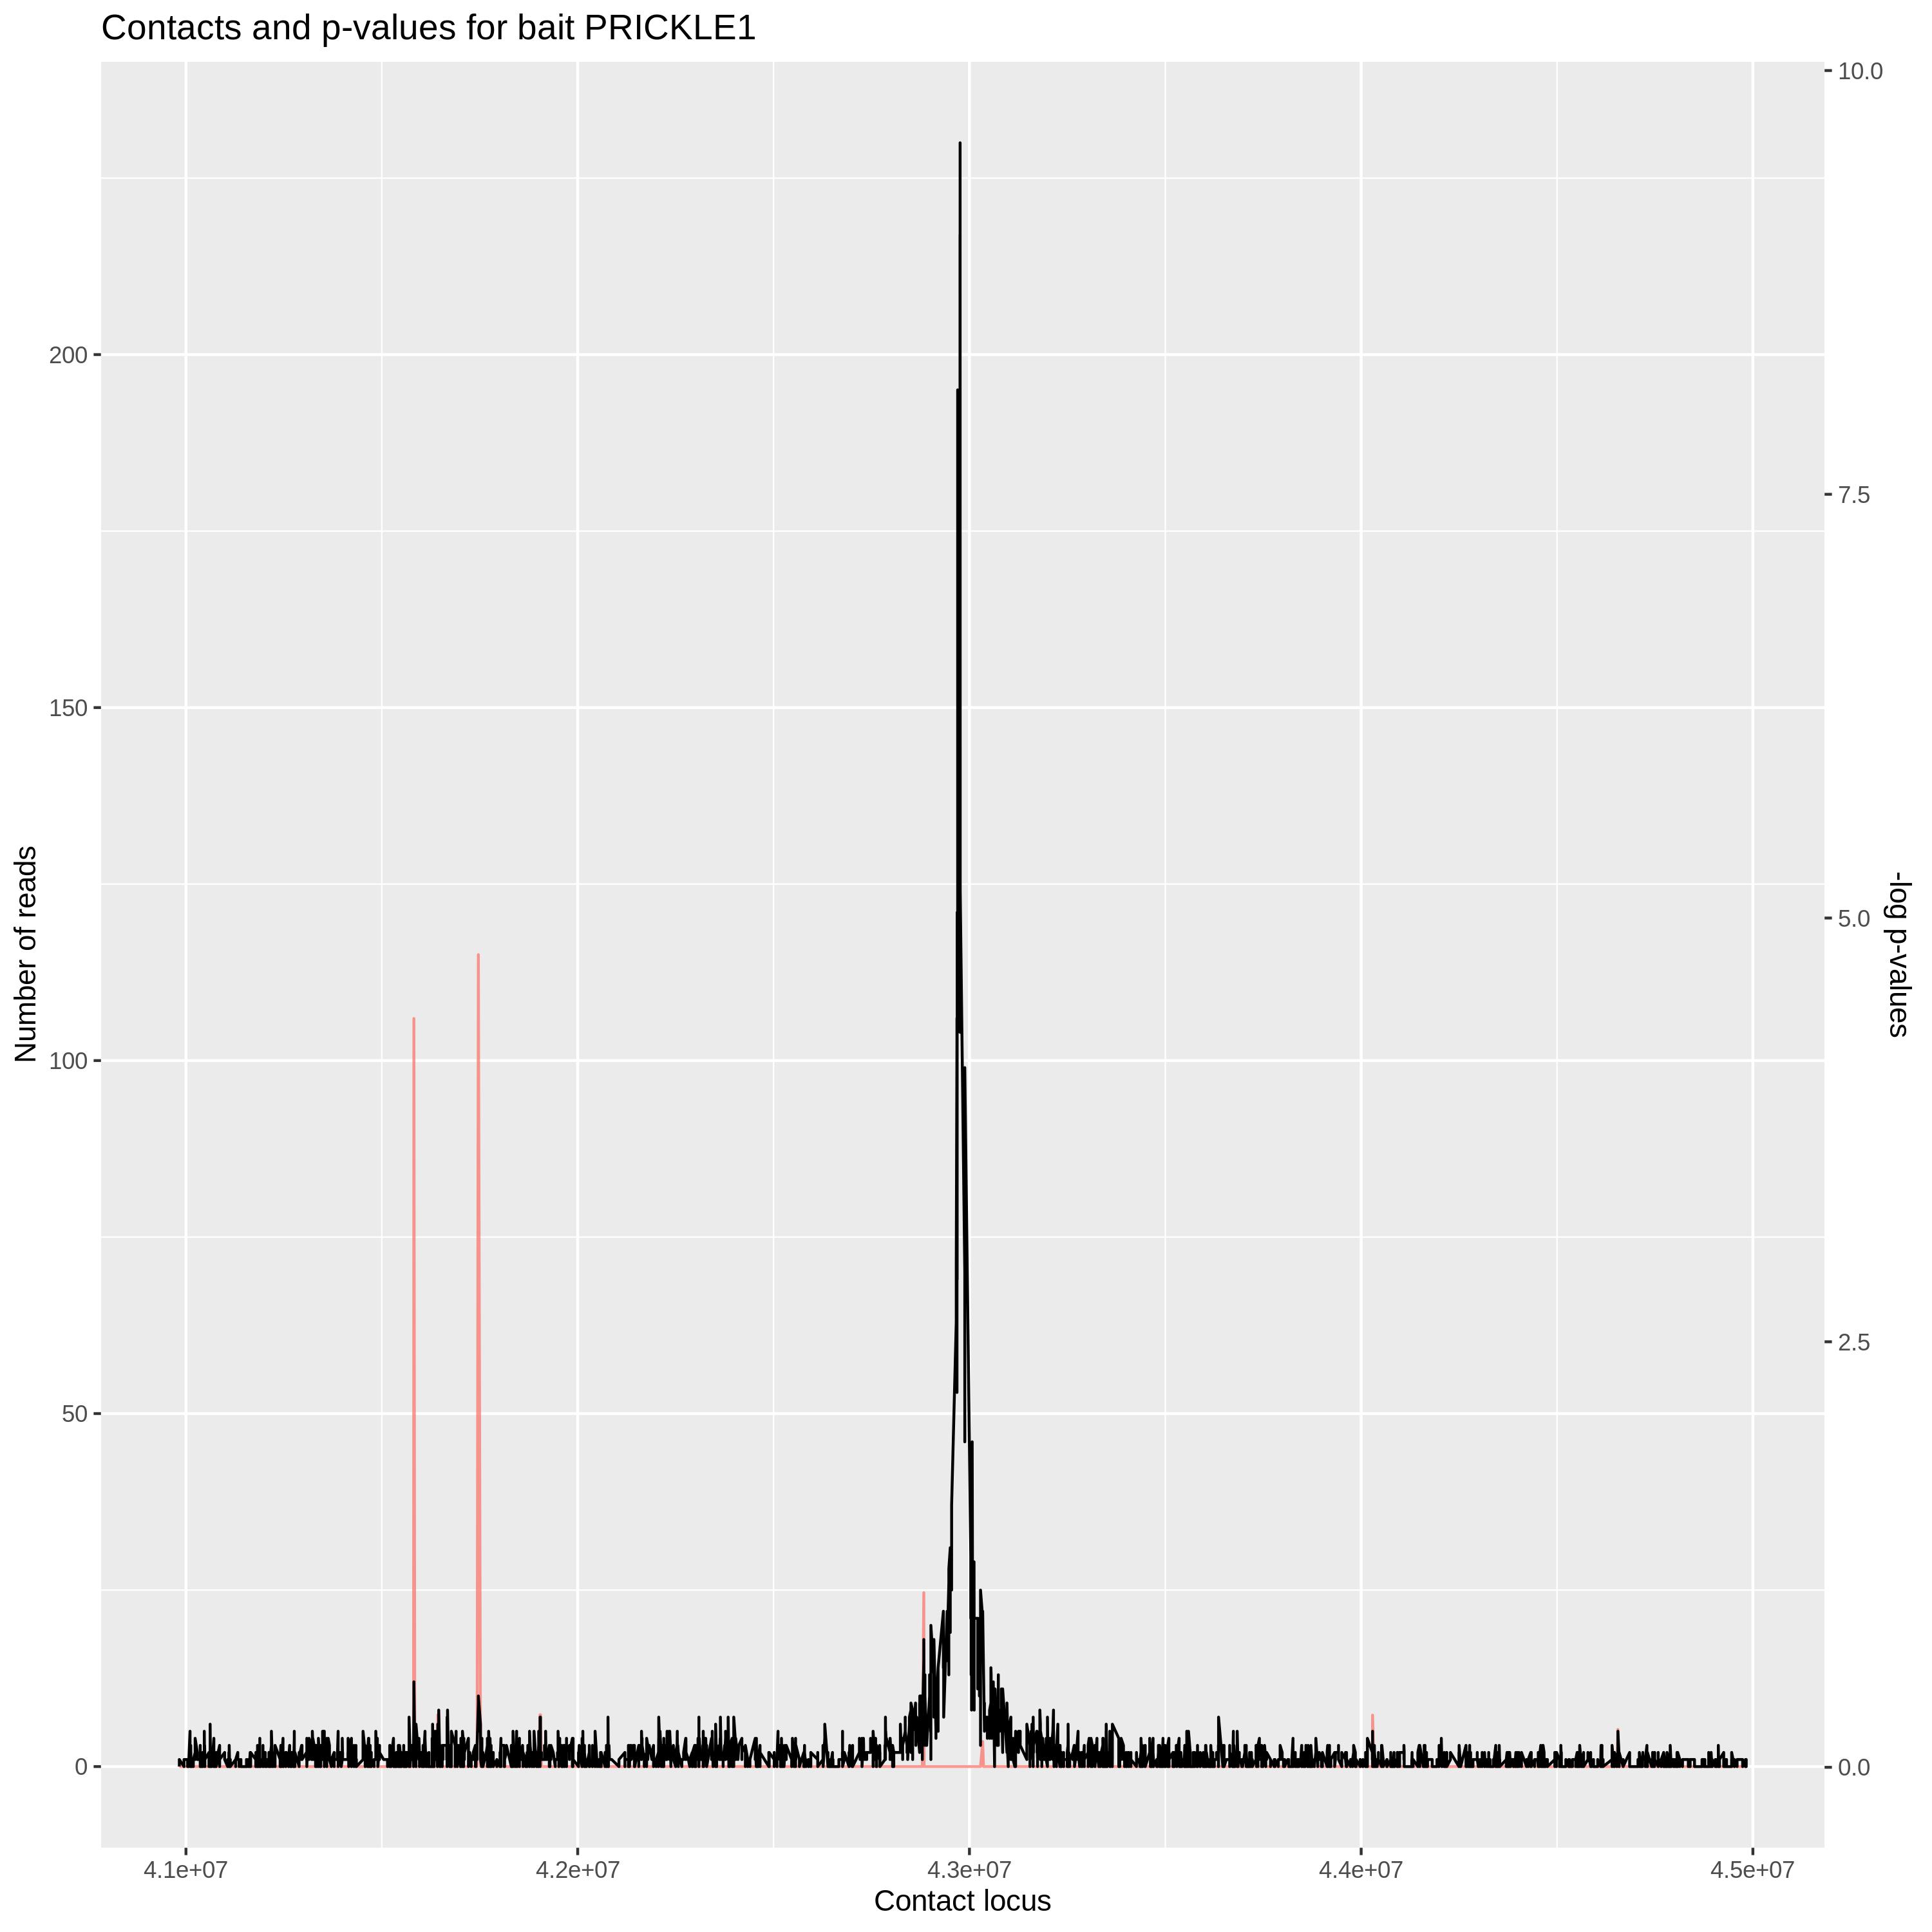 Contacts and p-values for bait PRICKLE1
10.0
7.5
5.0
2.5
0.0
-log p-values
200
150
100
50
0
Number of reads
4.1e+07 4.2e+07 4.3e+07 4.4e+07 4.5e+07
Contact locus